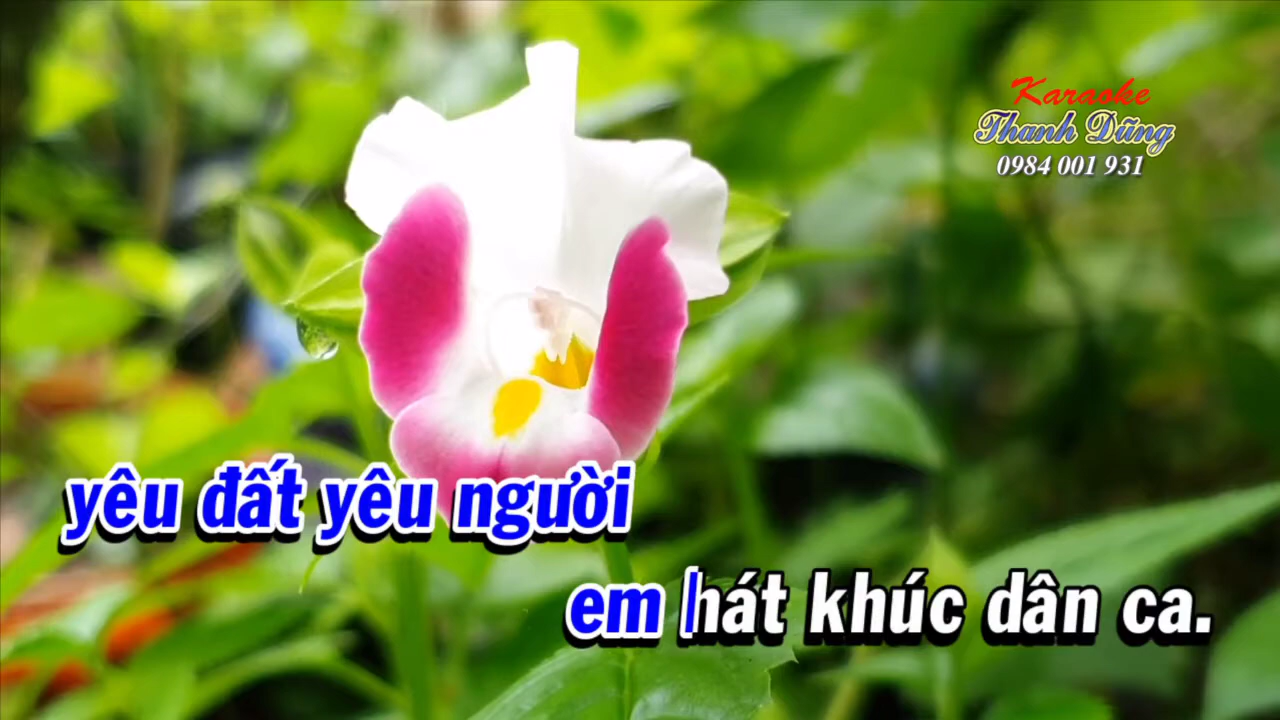 Karaoke
Thanh Dũng
0984 001 931
yêu đất yêu người
em hát khúc dân ca.